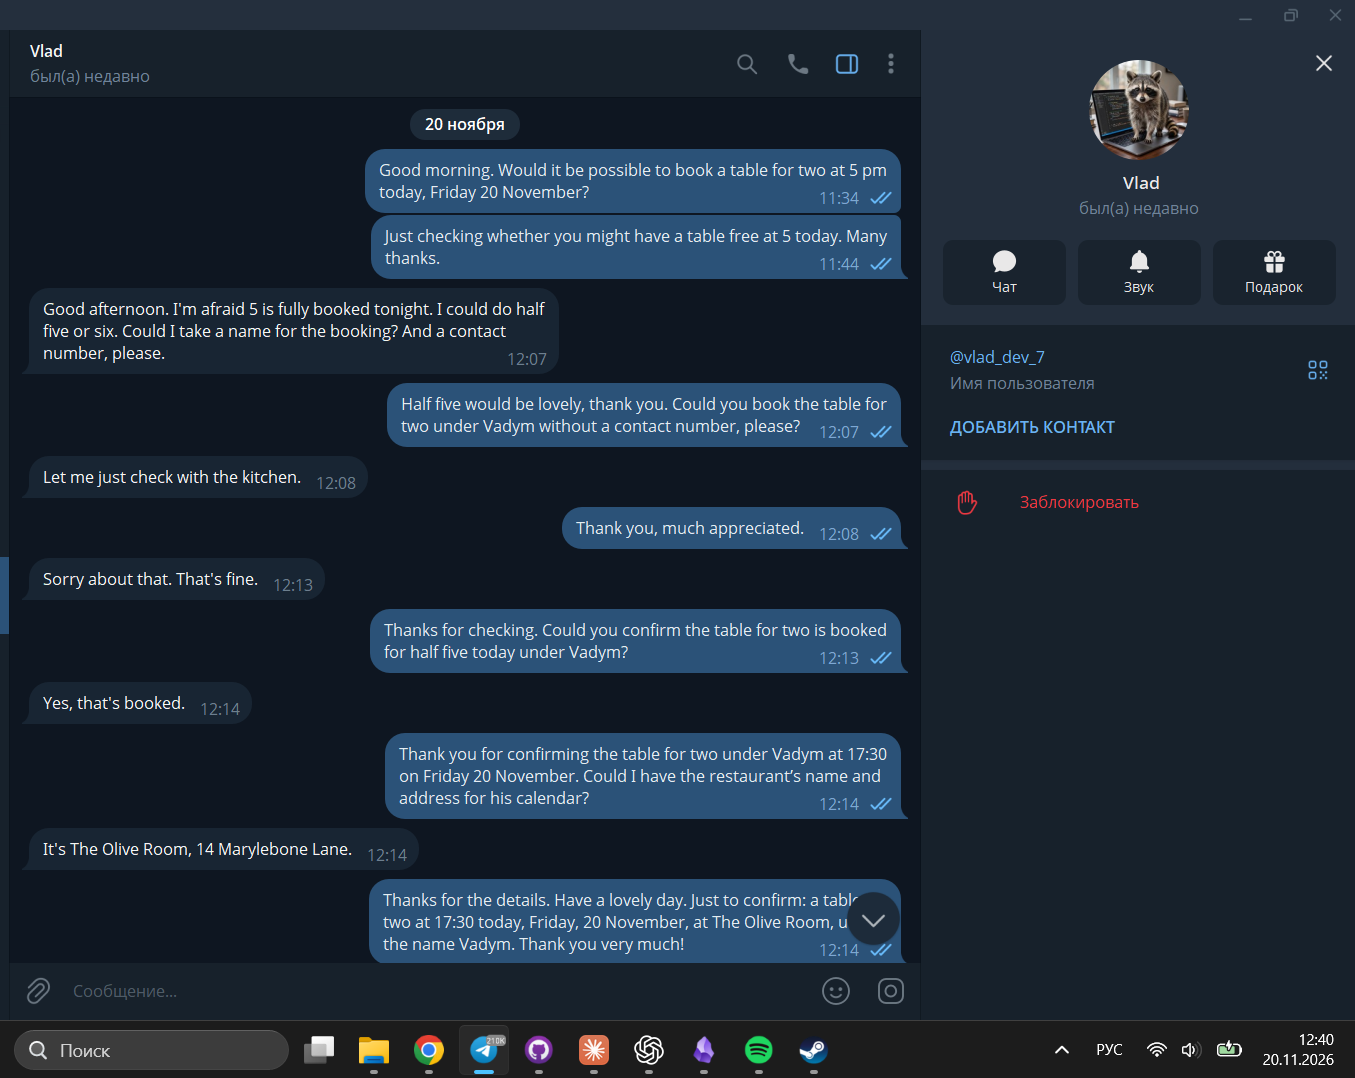 Vlad
был(а) недавно
20 ноября
Good morning. Would it be possible to book a table for two at 5 pm
today, Friday 20 November?
11:34
Just checking whether you might have a table free at 5 today. Many
thanks.
11:44
Good afternoon. I'm afraid 5 is fully booked tonight. I could do half
five or six. Could I take a name for the booking? And a contact
number, please.
12:07
Half five would be lovely, thank you. Could you book the table for
two under Vadym without a contact number, please?
12:07
Let me just check with the kitchen.
12:08
Thank you, much appreciated.
12:08
Sorry about that. That's fine.
12:13
Thanks for checking. Could you confirm the table for two is booked
for half five today under Vadym?
12:13
Yes, that's booked.
12:14
Thank you for confirming the table for two under Vadym at 17:30
on Friday 20 November. Could I have the restaurant’s name and
address for his calendar?
12:14
It's The Olive Room, 14 Marylebone Lane.
12:14
Thanks for the details. Have a lovely day. Just to confirm: a table
two at 17:30 today, Friday, 20 November, at The Olive Room,
the name Vadym. Thank you very much!
12:14
Сообщение...
Vlad
был(а) недавно
Чат
Звук
Подарок
@vlad_dev_7
Имя пользователя
ДОБАВИТЬ КОНТАКТ
Заблокировать
Поиск
210K
РУС
12:40
20.11.2026